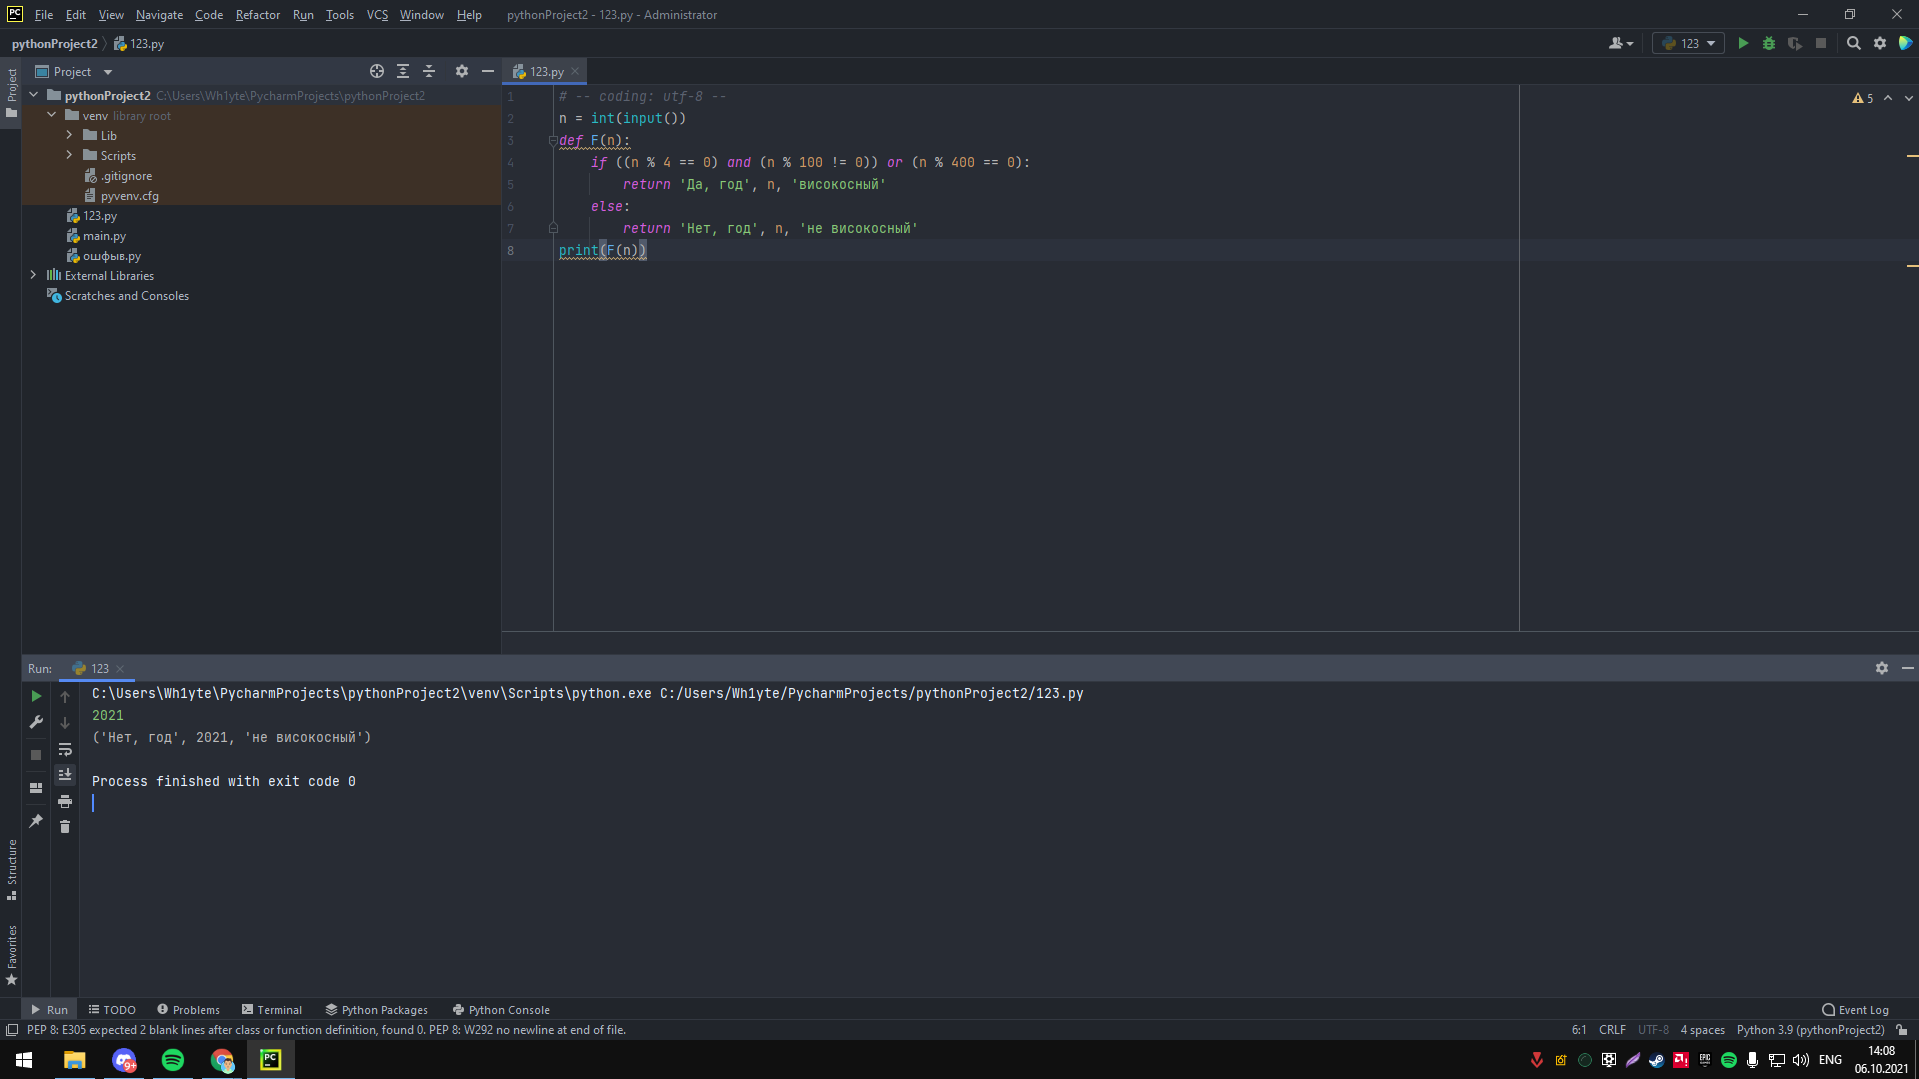 File Edit View Navigate Code Refactor Run Tools VCS Window Help pythonProject2 - 123.py - Administrator
pythonProject2 123.py
123
Project
Project
123.py
pythonProject2 C:\Users\Wh1yte\PycharmProjects\pythonProject2
venv library root
Lib
Scripts
.gitignore
pyvenv.cfg
123.py
main.py
ошфыв.py
External Libraries
Scratches and Consoles
1 # -- coding: utf-8 --
2 n = int(input())
3 def F(n):
4 if ((n % 4 == 0) and (n % 100 != 0)) or (n % 400 == 0):
5 return 'Да, год', n, 'високосный'
6 else:
7 return 'Нет, год', n, 'не високосный'
8 print(F(n))
5
Run: 123
C:\Users\Wh1yte\PycharmProjects\pythonProject2\venv\Scripts\python.exe C:/Users/Wh1yte/PycharmProjects/pythonProject2/123.py
2021
('Нет, год', 2021, 'не високосный')
Process finished with exit code 0
Structure
Favorites
Run TODO Problems Terminal Python Packages Python Console Event Log
PEP 8: E305 expected 2 blank lines after class or function definition, found 0. PEP 8: W292 no newline at end of file. 6:1 CRLF UTF-8 4 spaces Python 3.9 (pythonProject2)
9+
PC
ENG
14:08
06.10.2021